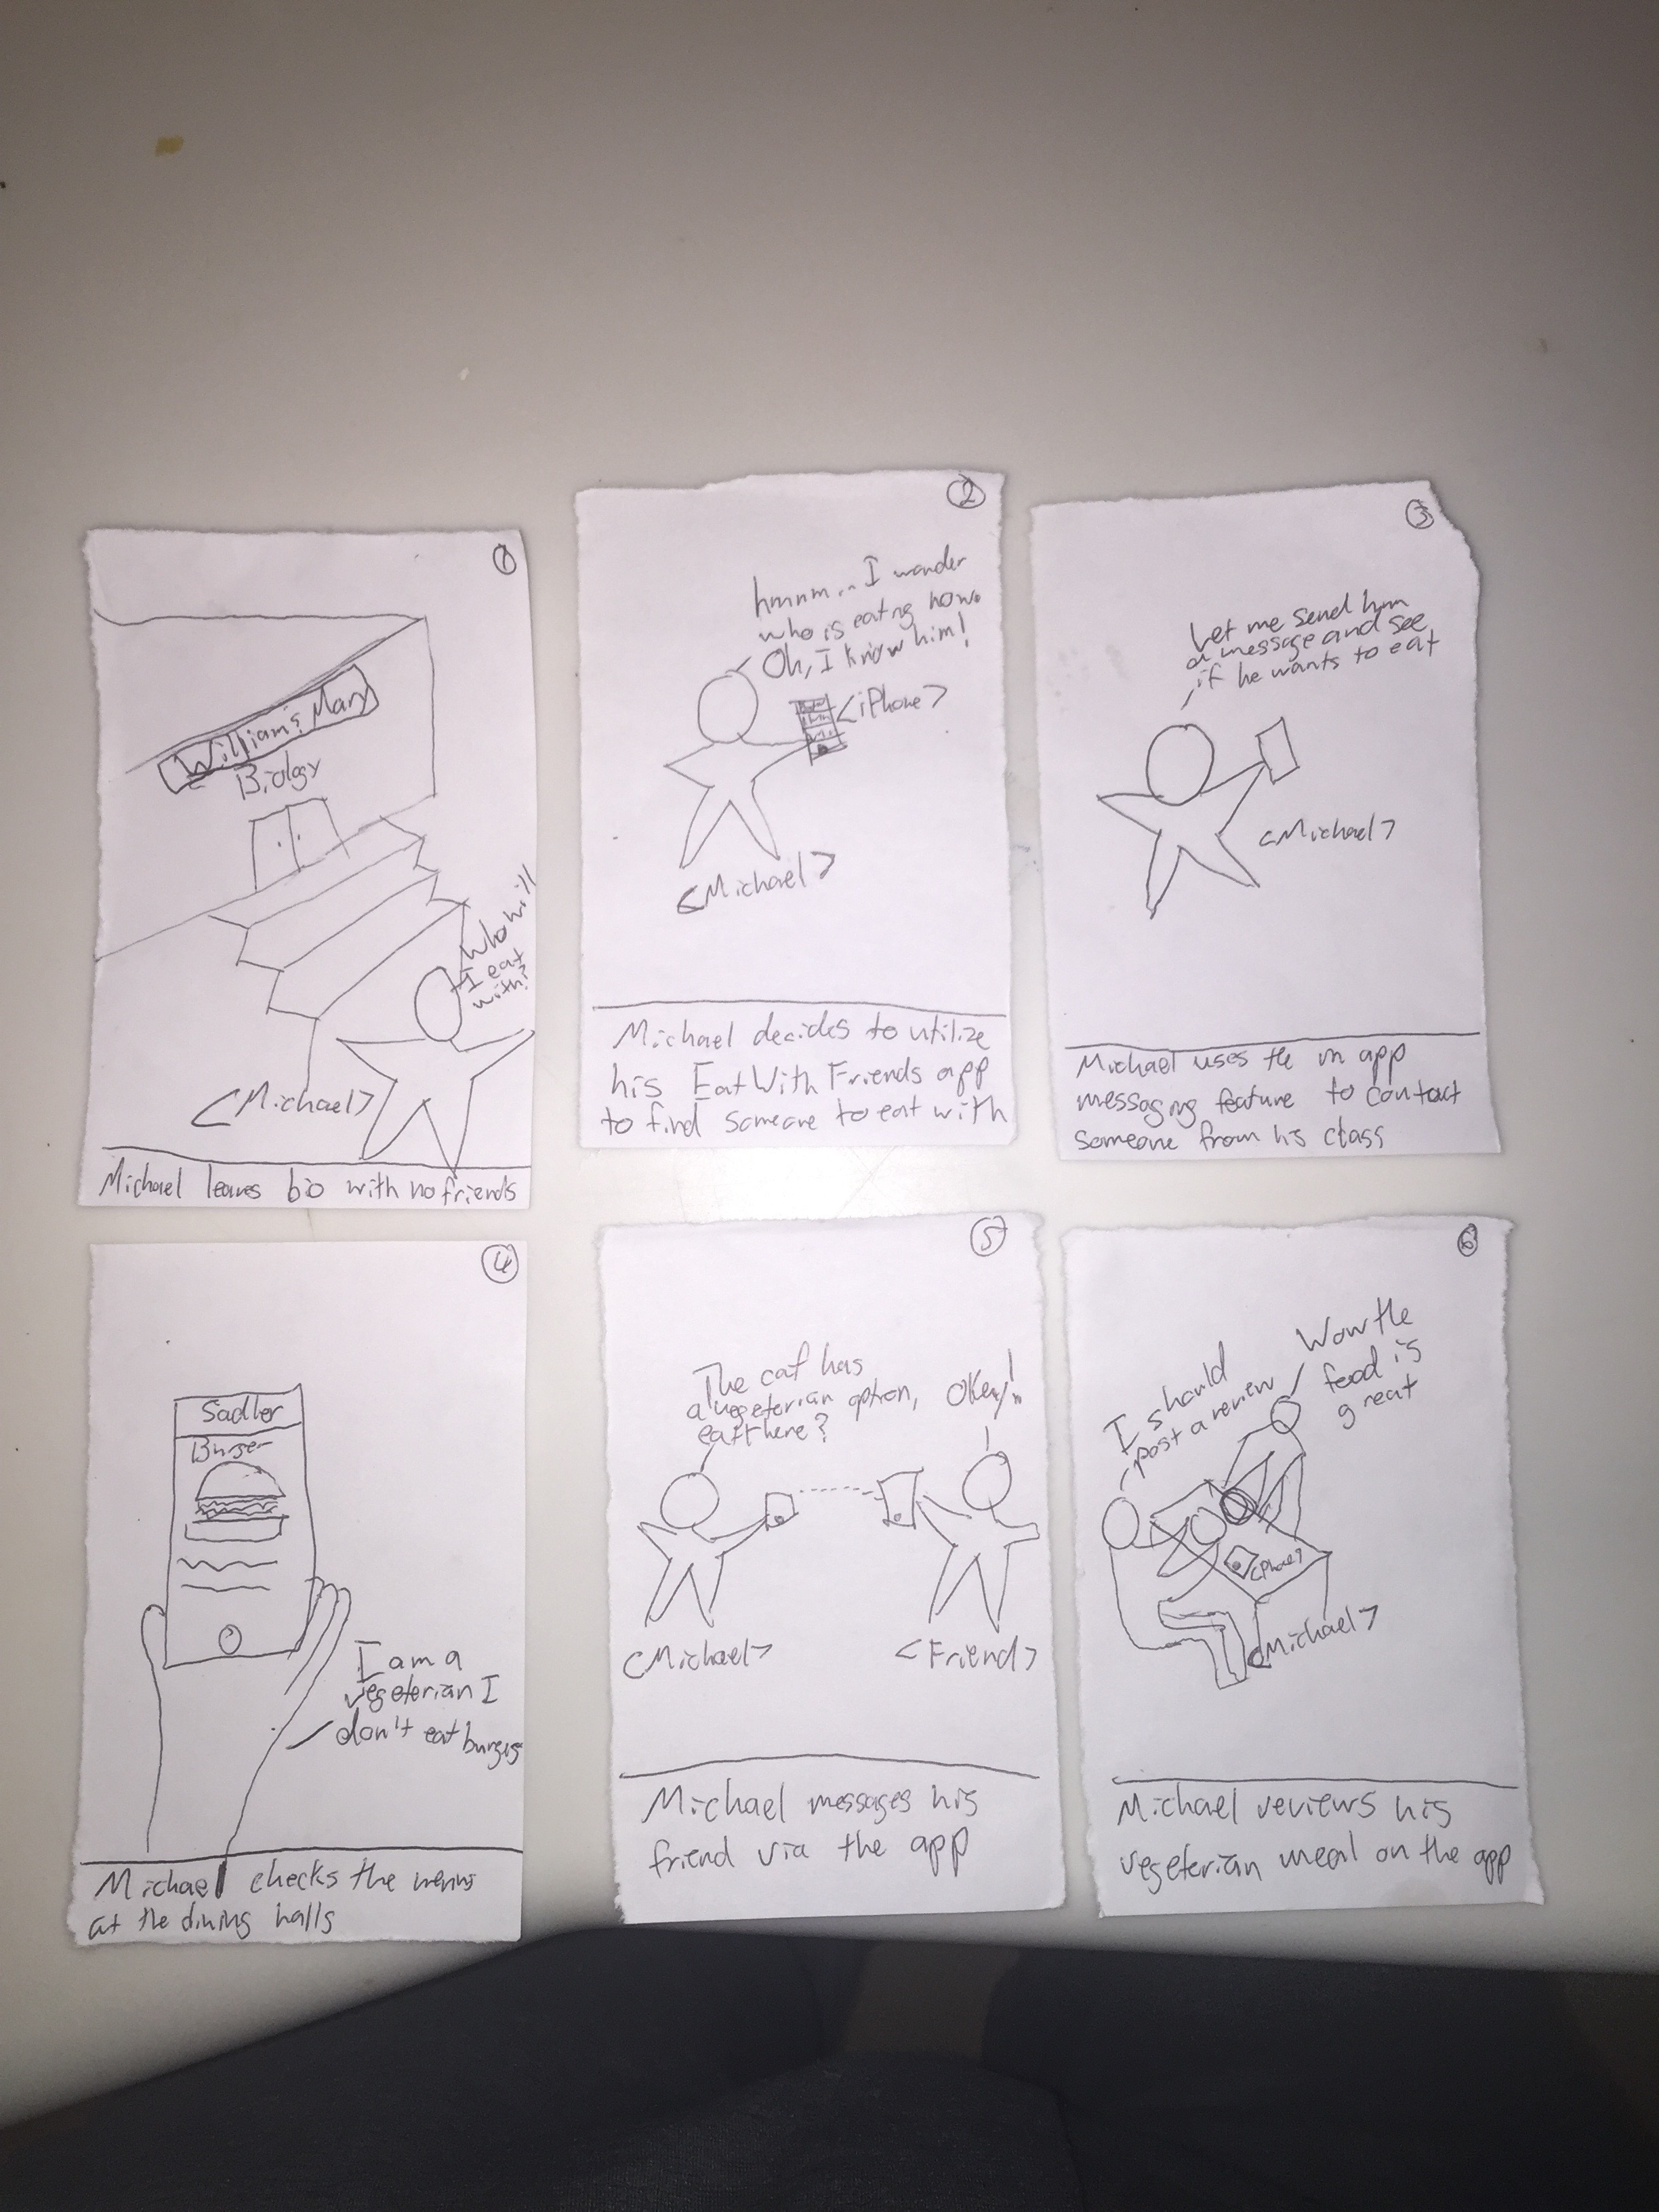 ①
William & Mary
Biology
Who will
I eat
with?
<Michael>
Michael leaves bio with no friends
②
hmmm... I wonder
who is eating now.
Oh, I know him!
<iPhone>
<Michael>
Michael decides to utilize
his EatWith Friends app
to find someone to eat with
③
Let me send him
a message and see
if he wants to eat
<Michael>
Michael uses the in app
messaging feature to contact
someone from his class
④
Sadler
Burger
I am a
vegeterian I
don't eat burgers
Michael checks the menus
at the dining halls
⑤
The caf has
a vegeterian option,
eat there?
Okay!
<Michael>
<Friend>
Michael messages his
friend via the app
⑥
I should
post a review
Wow the
food is
great
<Phone>
<Michael>
Michael reviews his
vegeterian meal on the app